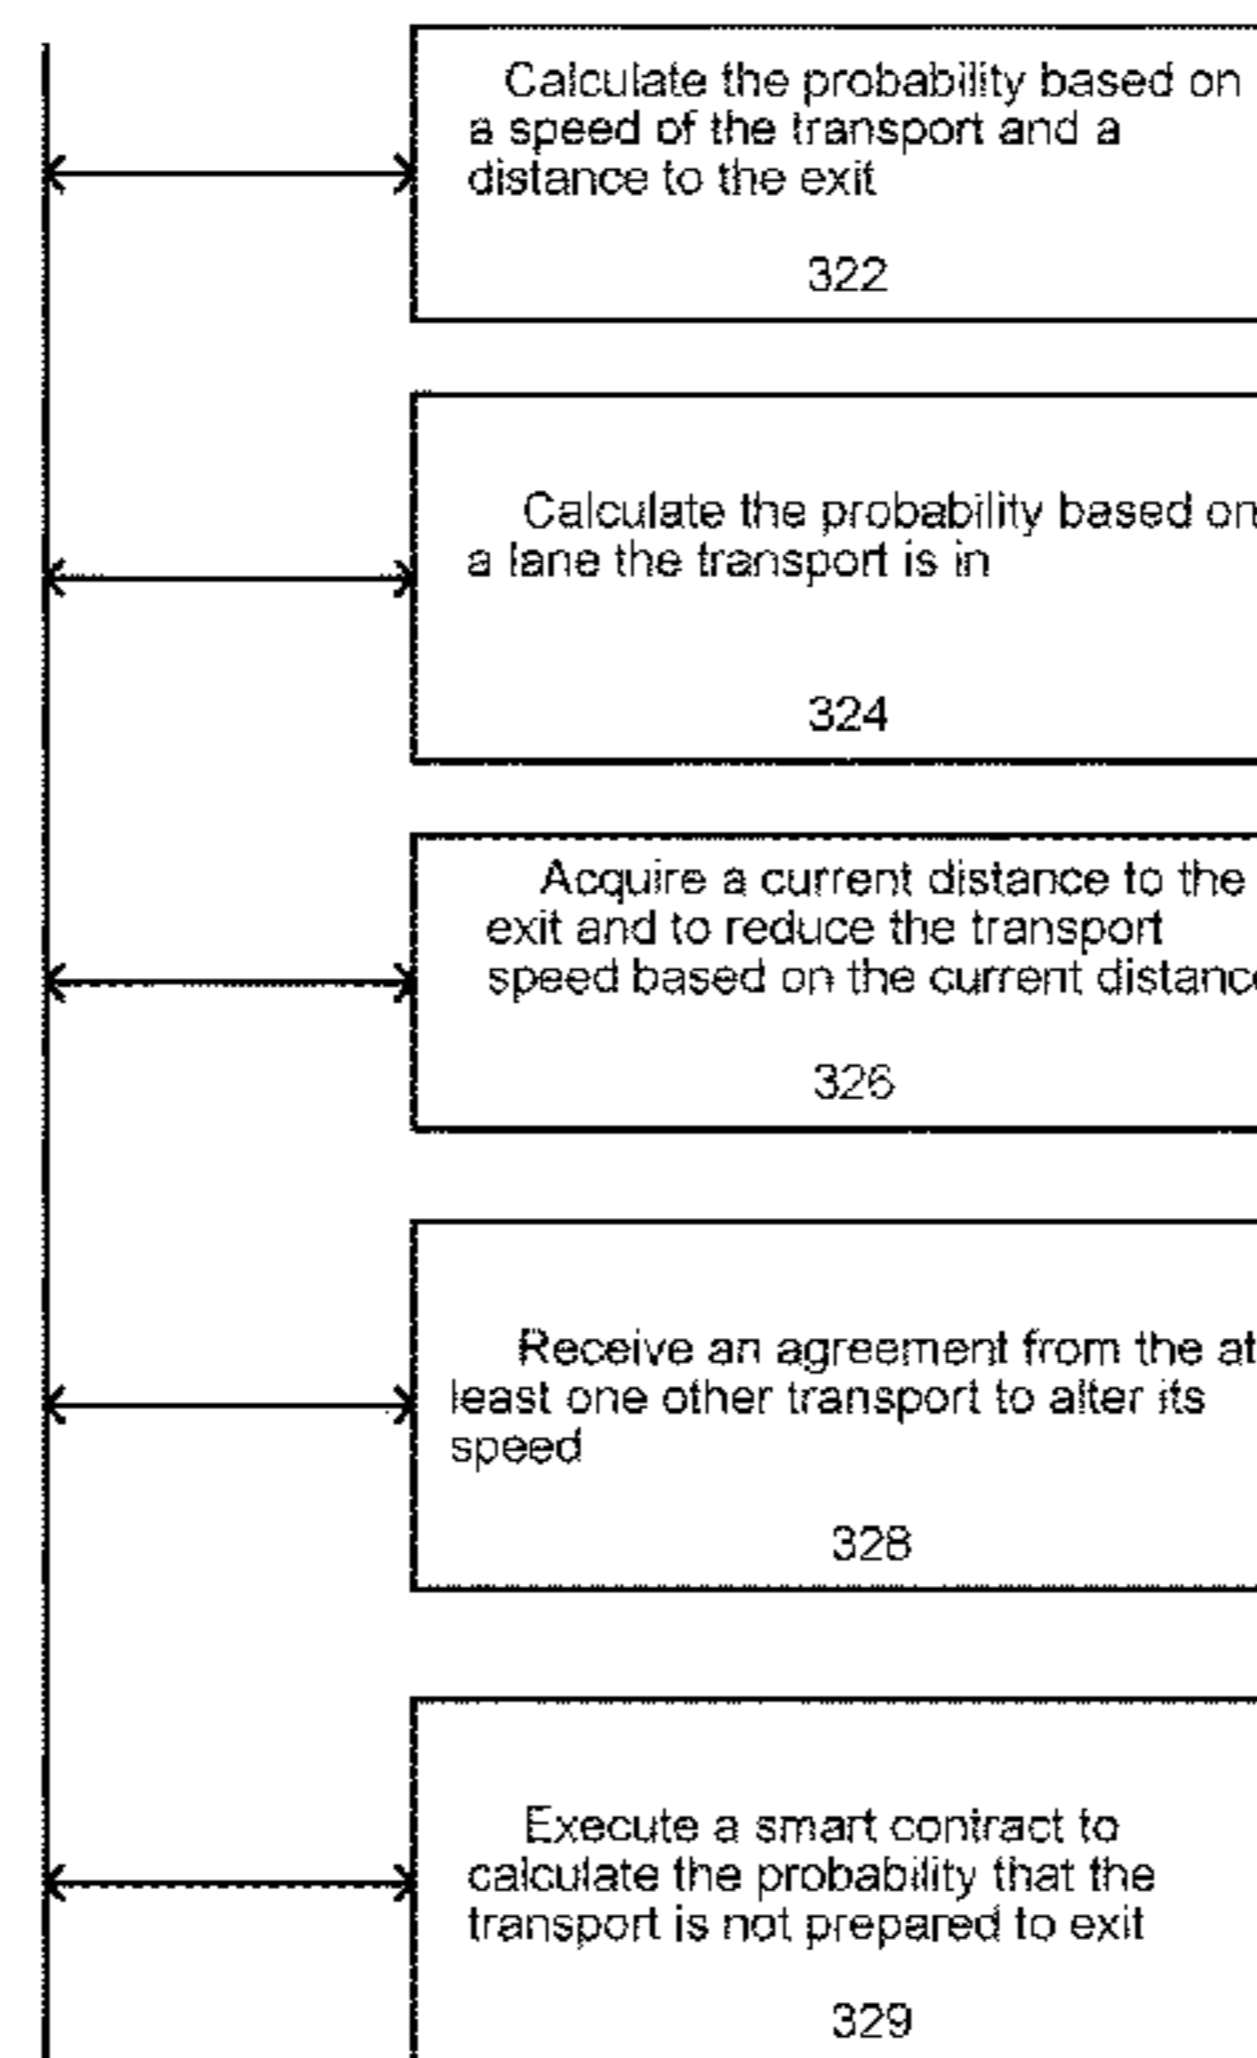 Calculate the probability based on
a speed of the transport and a
distance to the exit
322
Calculate the probability based on
a lane the transport is in
324
Acquire a current distance to the
exit and to reduce the transport
speed based on the current distance
326
Receive an agreement from the at
least one other transport to alter its
speed
328
Execute a smart contract to
calculate the probability that the
transport is not prepared to exit
329